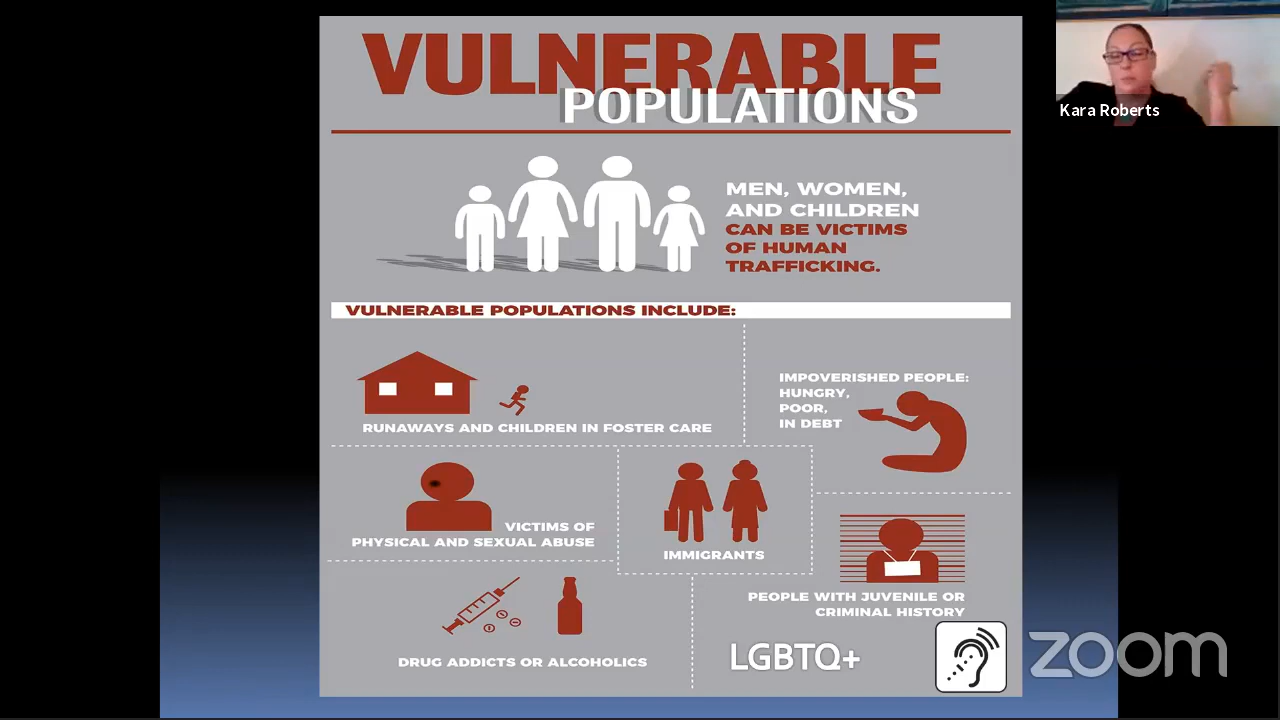 VULNERABLE
POPULATIONS
Kara Roberts
MEN, WOMEN,
AND CHILDREN
CAN BE VICTIMS
OF HUMAN
TRAFFICKING.
VULNERABLE POPULATIONS INCLUDE:
RUNAWAYS AND CHILDREN IN FOSTER CARE
IMPOVERISHED PEOPLE:
HUNGRY,
POOR,
IN DEBT
VICTIMS OF
PHYSICAL AND SEXUAL ABUSE
IMMIGRANTS
PEOPLE WITH JUVENILE OR
CRIMINAL HISTORY
DRUG ADDICTS OR ALCOHOLICS
LGBTQ+
zoom